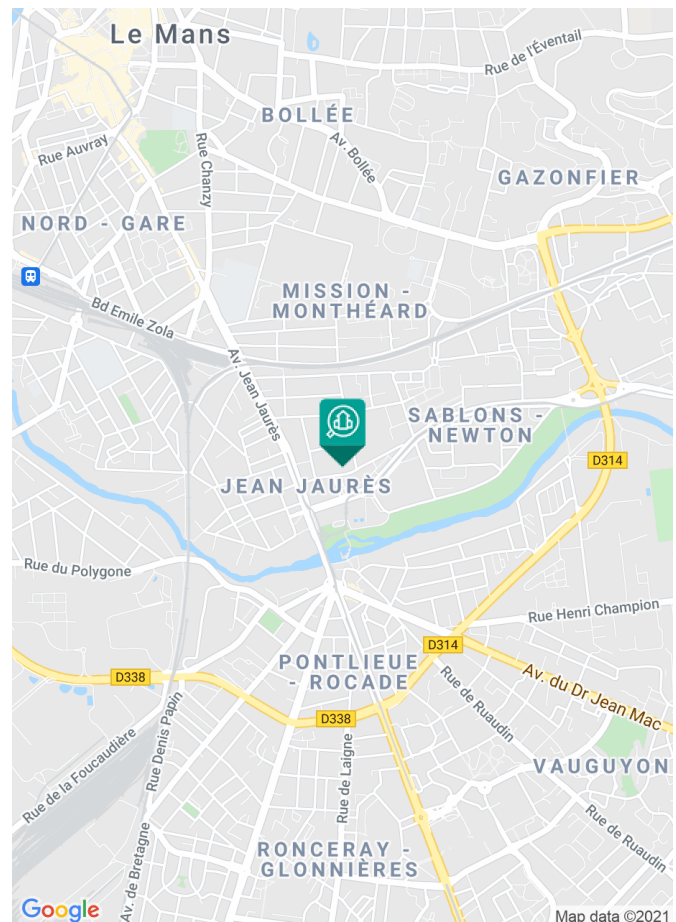 Le Mans
Rue de l'Éventail
BOLLÉE
Rue Auvray
Rue Chanzy
Av. Bollée
GAZONFIER
NORD - GARE
MISSION -
MONTHÉARD
Bd Emile Zola
Av. Jean Jaurès
SABLONS -
NEWTON
D314
JEAN JAURÈS
Rue du Polygone
Rue Henri Champion
D314
PONTLIEUE
- ROCADE
D338
D338
Av. du Dr Jean Mac
Rue de Ruaudin
Rue Denis Papin
Rue de la Foucaudière
Rue de Laigne
VAUGUYON
Rue de Ruaudin
Av. de Bretagne
RONCERAY -
GLONNIÈRES
Google
Map data ©2021